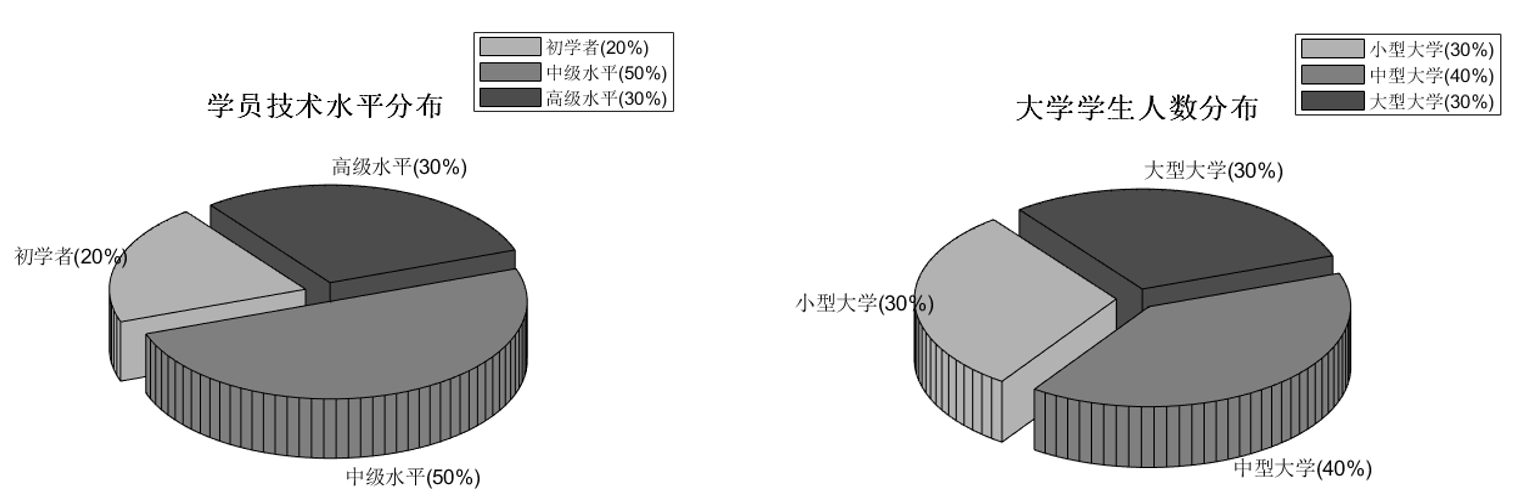 初学者(20%)
中级水平(50%)
高级水平(30%)
学员技术水平分布
高级水平(30%)
初学者(20%)
中级水平(50%)
小型大学(30%)
中型大学(40%)
大型大学(30%)
大学学生人数分布
大型大学(30%)
小型大学(30%)
中型大学(40%)